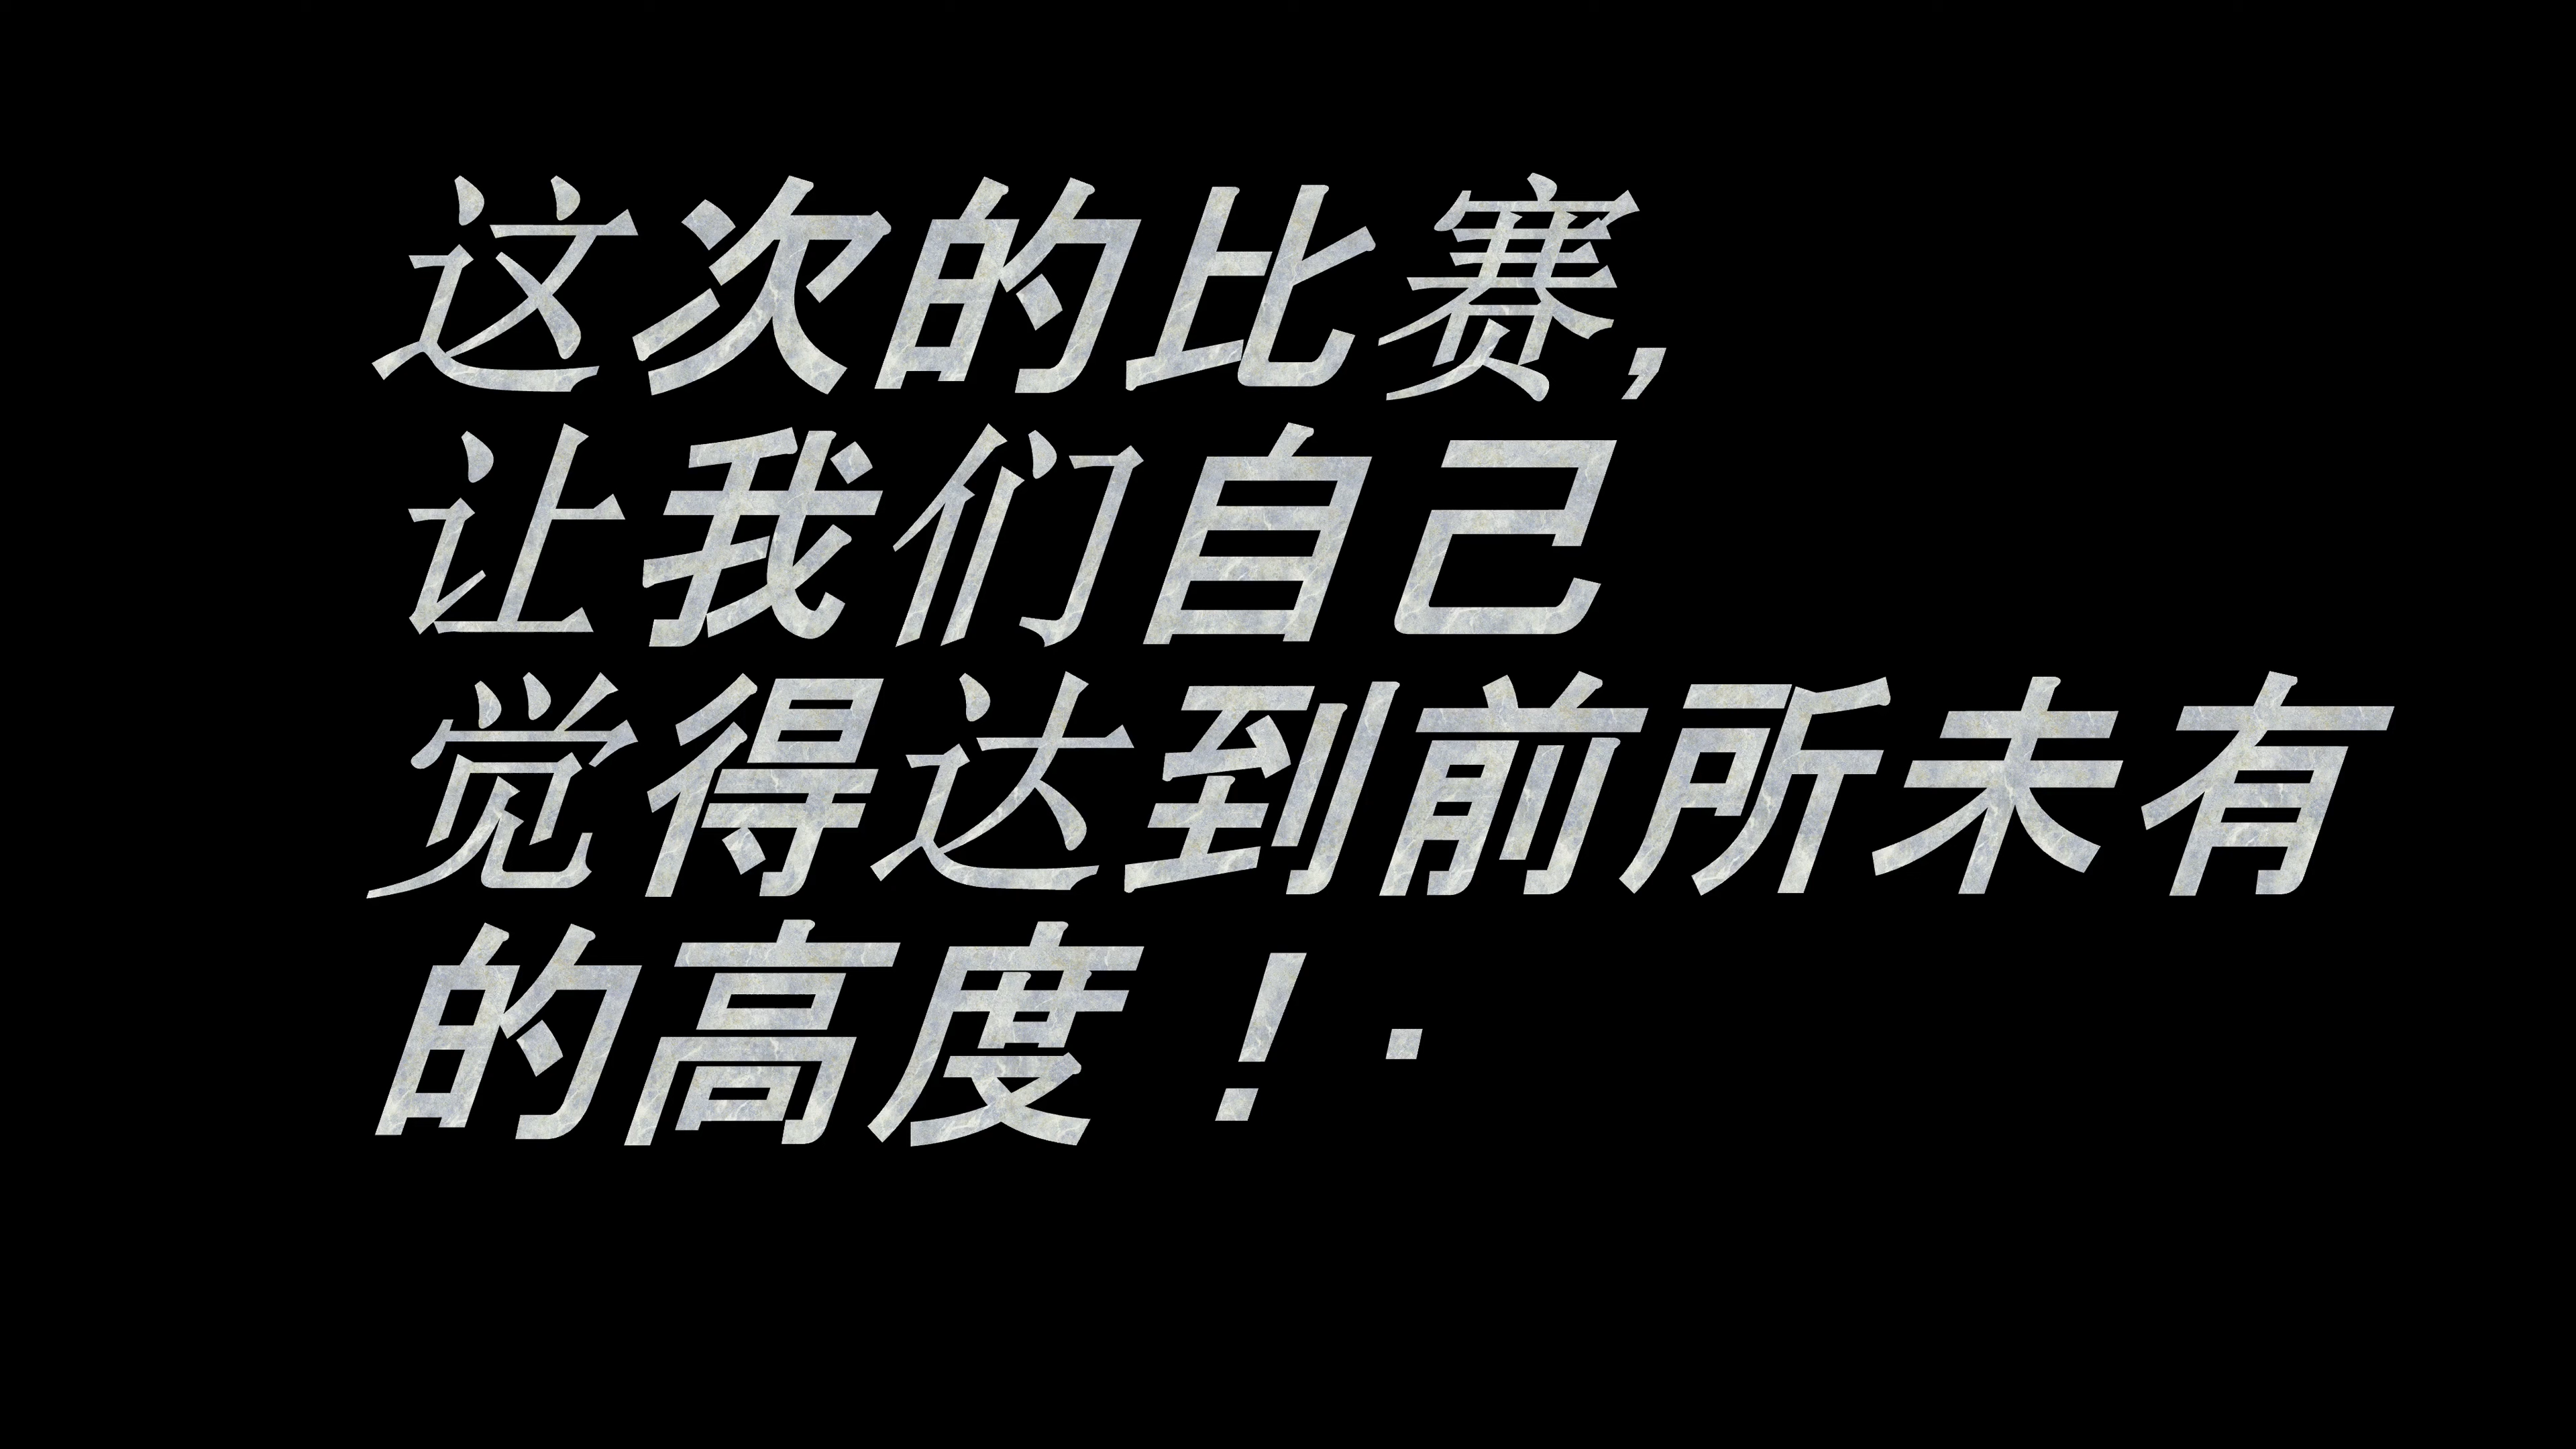 这次的比赛,
让我们自己
觉得达到前所未有
的高度！·